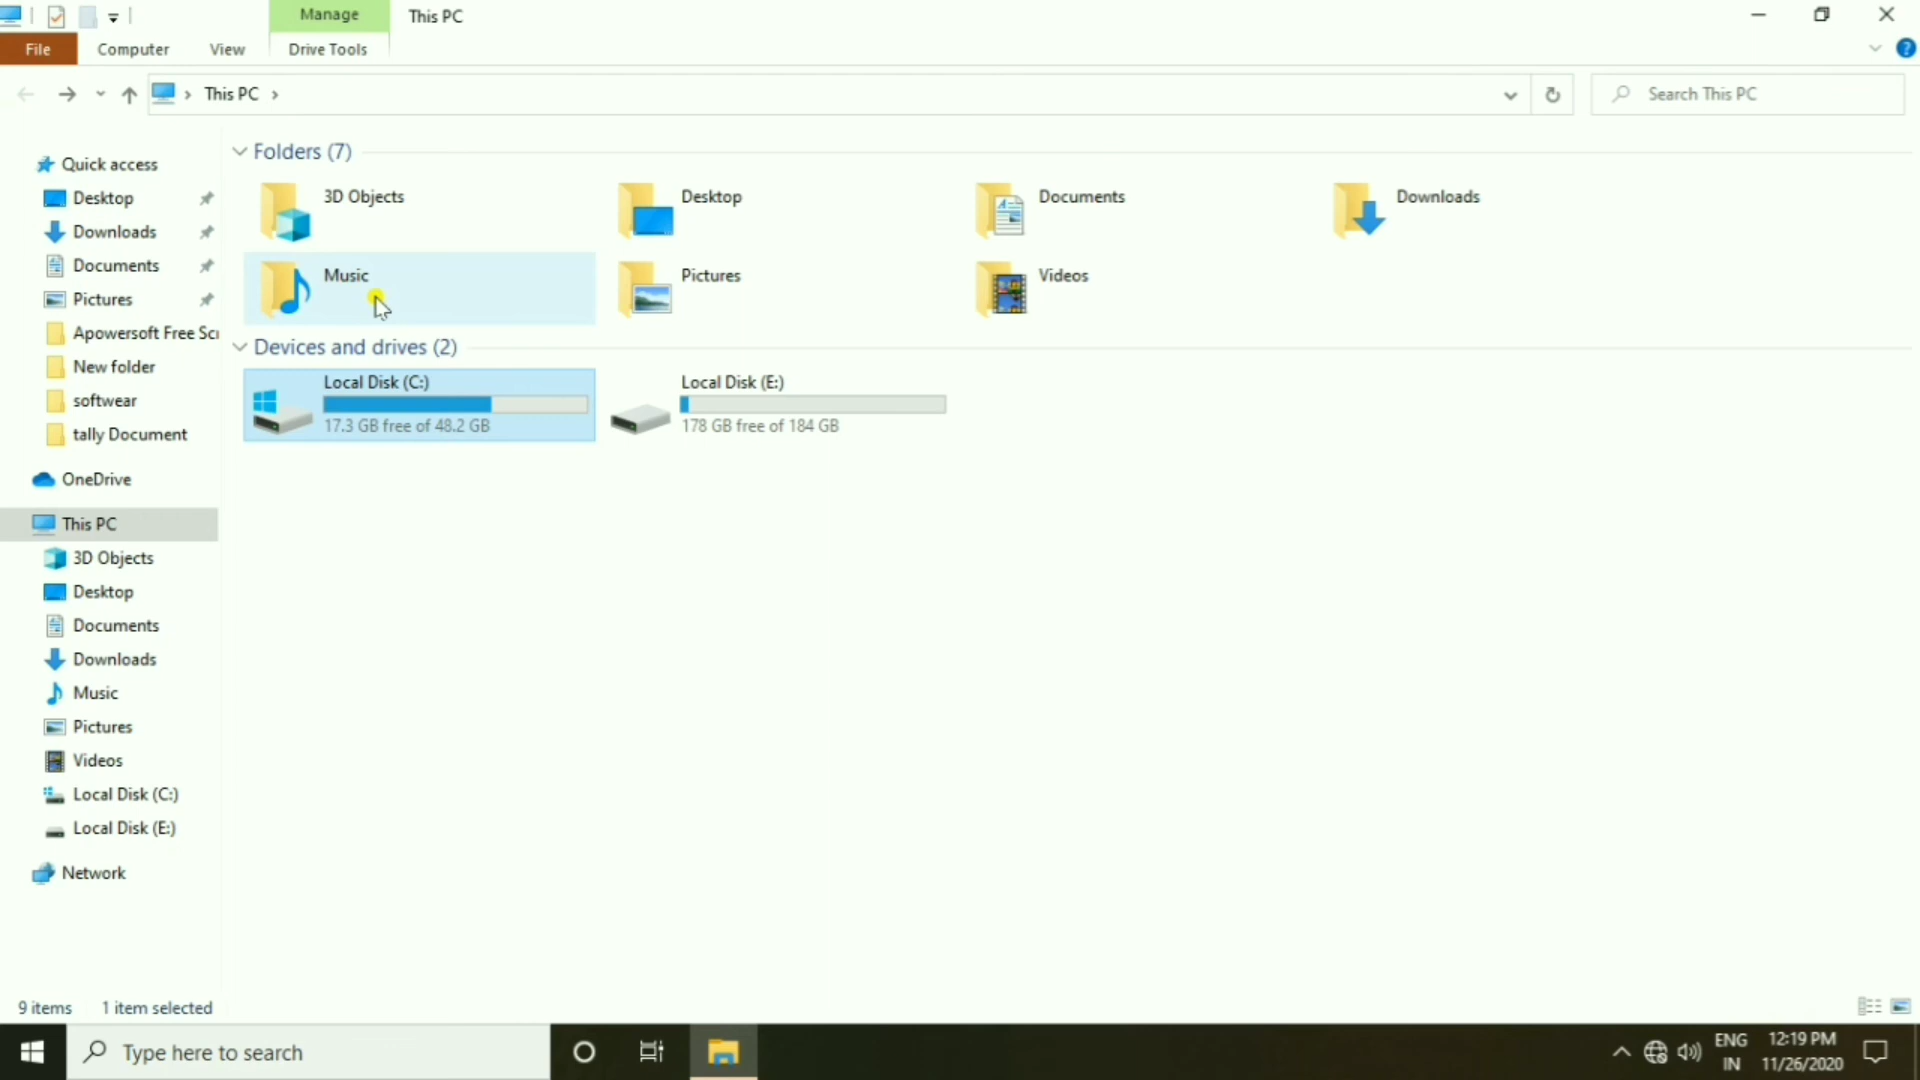 Manage
This PC
File
Computer
View
Drive Tools
This PC
Search This PC
Quick access
Desktop
Downloads
Documents
Pictures
Apowersoft Free Scr
New folder
softwear
tally Document
OneDrive
This PC
3D Objects
Desktop
Documents
Downloads
Music
Pictures
Videos
Local Disk (C:)
Local Disk (E:)
Network
Folders (7)
3D Objects
Desktop
Documents
Downloads
Music
Pictures
Videos
Devices and drives (2)
Local Disk (C:)
17.3 GB free of 48.2 GB
Local Disk (E:)
178 GB free of 184 GB
9 items
1 item selected
Type here to search
ENG
IN
12:19 PM
11/26/2020